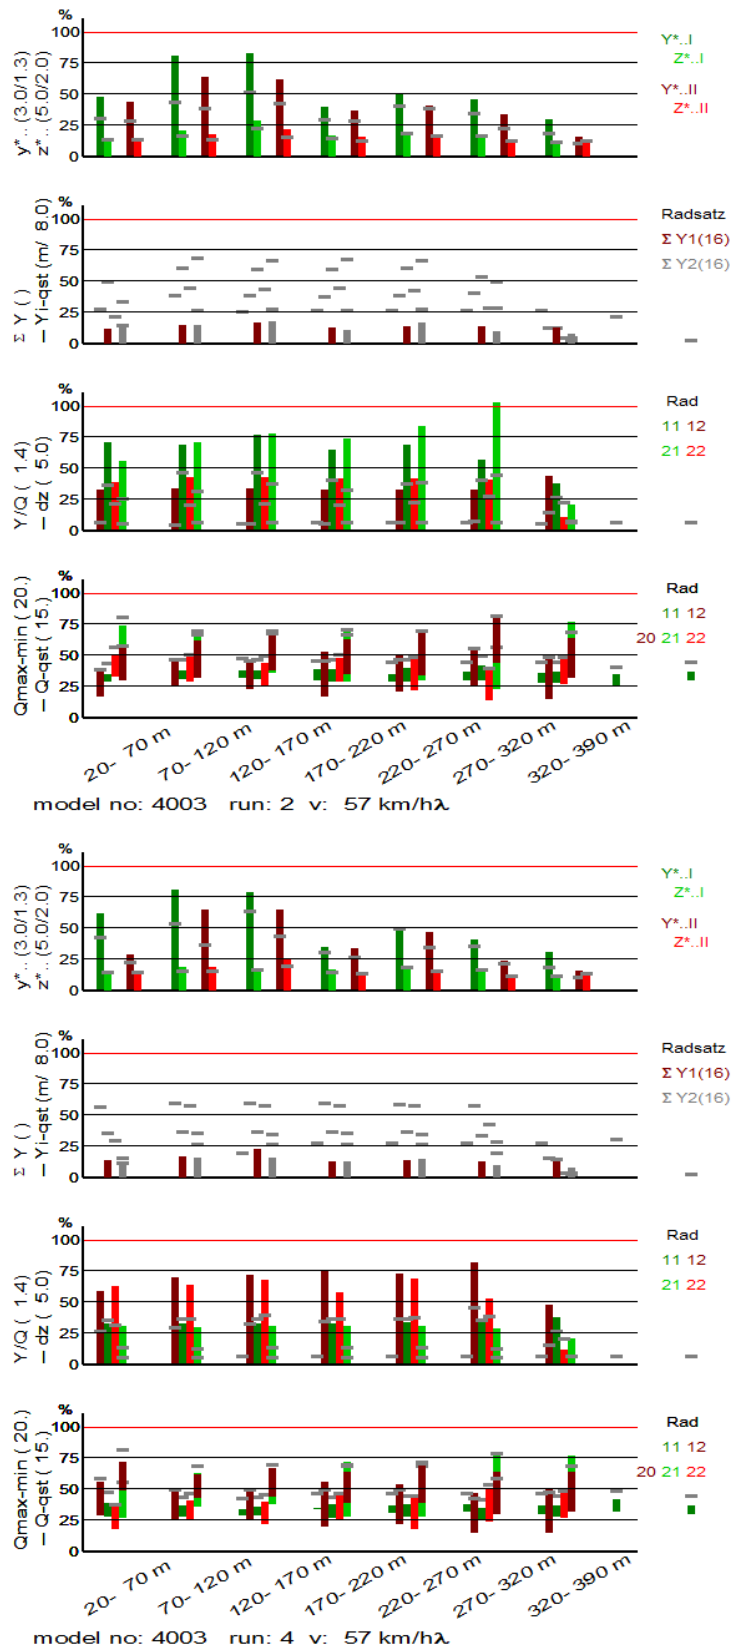 %
100
75
50
25
0
y*.. (3.0/1.3)
z*.. (5.0/2.0)
Y*..I
Z*..I
Y*..II
Z*..II
%
100
75
50
25
0
Σ Y ( )
– Yi-qst (m/ 8.0)
Radsatz
Σ Y1(16)
Σ Y2(16)
%
100
75
50
25
0
Y/Q ( 1.4)
– dz ( 5.0)
Rad
11 12
21 22
%
100
75
50
25
0
Qmax-min ( 20.)
– Q-qst ( 15.)
Rad
11 12
20 21 22
20- 70 m
70- 120 m
120- 170 m
170- 220 m
220- 270 m
270- 320 m
320- 390 m
model no: 4003 run: 2 v: 57 km/hλ
%
100
75
50
25
0
y*.. (3.0/1.3)
z*.. (5.0/2.0)
Y*..I
Z*..I
Y*..II
Z*..II
%
100
75
50
25
0
Σ Y ( )
– Yi-qst (m/ 8.0)
Radsatz
Σ Y1(16)
Σ Y2(16)
%
100
75
50
25
0
Y/Q ( 1.4)
– dz ( 5.0)
Rad
11 12
21 22
%
100
75
50
25
0
Qmax-min ( 20.)
– Q-qst ( 15.)
Rad
11 12
20 21 22
20- 70 m
70- 120 m
120- 170 m
170- 220 m
220- 270 m
270- 320 m
320- 390 m
model no: 4003 run: 4 v: 57 km/hλ